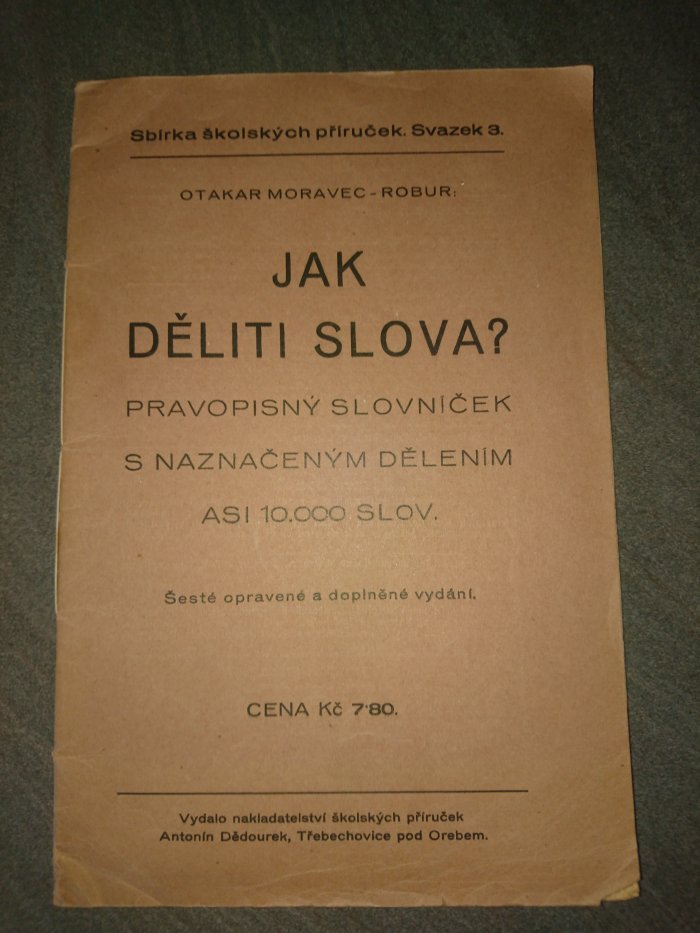 Sbírka školských příruček. Svazek 3.
OTAKAR MORAVEC-ROBUR:
JAK
DĚLITI SLOVA?
PRAVOPISNÝ SLOVNÍČEK
S NAZNAČENÝM DĚLENÍM
ASI 10.000 SLOV.
Šesté opravené a doplněné vydání.
CENA Kč 7·80.
Vydalo nakladatelství školských příruček
Antonín Dědourek, Třebechovice pod Orebem.